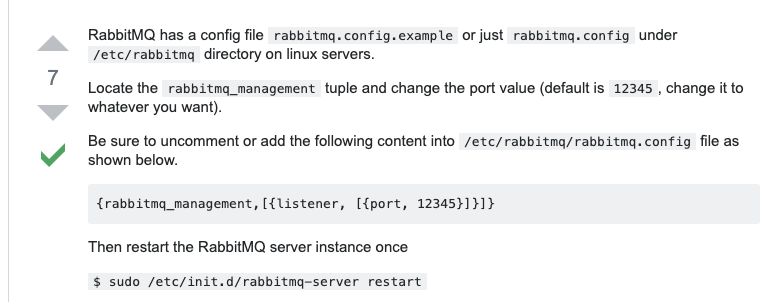 RabbitMQ has a config file rabbitmq.config.example or just rabbitmq.config under
/etc/rabbitmq directory on linux servers.
7
Locate the rabbitmq_management tuple and change the port value (default is 12345 , change it to
whatever you want).
Be sure to uncomment or add the following content into /etc/rabbitmq/rabbitmq.config file as
shown below.
{rabbitmq_management,[{listener, [{port, 12345}]}]}
Then restart the RabbitMQ server instance once
$ sudo /etc/init.d/rabbitmq-server restart